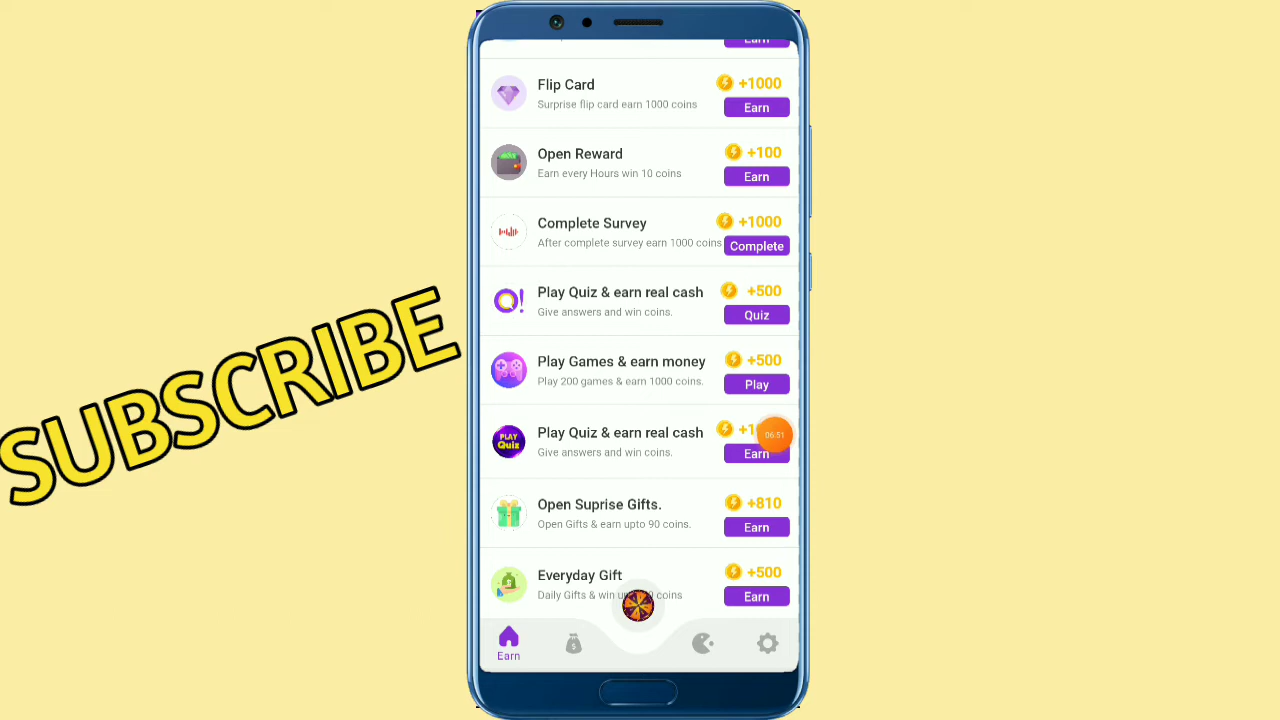 SUBSCRIBE
Flip Card
Surprise flip card earn 1000 coins
+1000
Earn
Open Reward
Earn every Hours win 10 coins
+100
Earn
Complete Survey
After complete survey earn 1000 coins
+1000
Complete
Play Quiz & earn real cash
Give answers and win coins.
+500
Quiz
Play Games & earn money
Play 200 games & earn 1000 coins.
+500
Play
PLAY
Quiz
Play Quiz & earn real cash
Give answers and win coins.
06:51
Earn
Open Suprise Gifts.
Open Gifts & earn upto 90 coins.
+810
Earn
Everyday Gift
Daily Gifts & win coins
+500
Earn
Earn